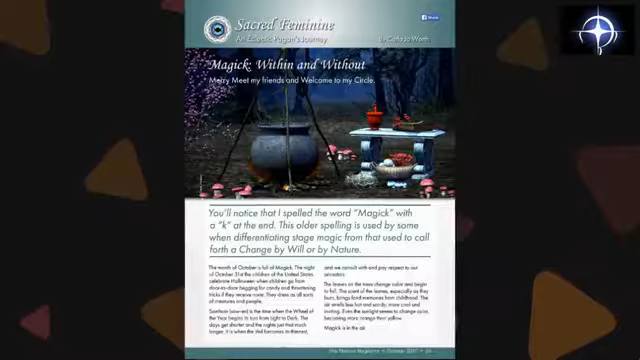 Sacred Feminine
Share
An Eclectic Pagan's Journey
By
Magick: Within and Without
Merry Meet my friends and Welcome to my Circle.
You'll notice that I spelled the word "Magick" with
a "k" at the end. This older spelling is used by some
when differentiating stage magic from that used to call
forth a Change by Will or by Nature.
The month of October is full of Magick. The night
of October 31st the children of the United States
celebrate Halloween when children go from
door-to-door begging for candy and threatening
tricks if they receive none. They dress as all sorts
of creatures and people.
Samhain (sow-en) is the time when the Wheel of
the Year begins to turn from Light to Dark. The
days get shorter and the nights just that much
longer. It is when the Veil becomes its thinnest,
and we consult with and pay respect to our
ancestors.
The leaves on the trees change color and begin
to fall. The scent of the leaves, especially as they
burn, brings fond memories from childhood. The
air smells less hot and sandy, more cool and
inviting. Even the sunlight seems to change color,
becoming more orange than yellow.
Magick is in the air.